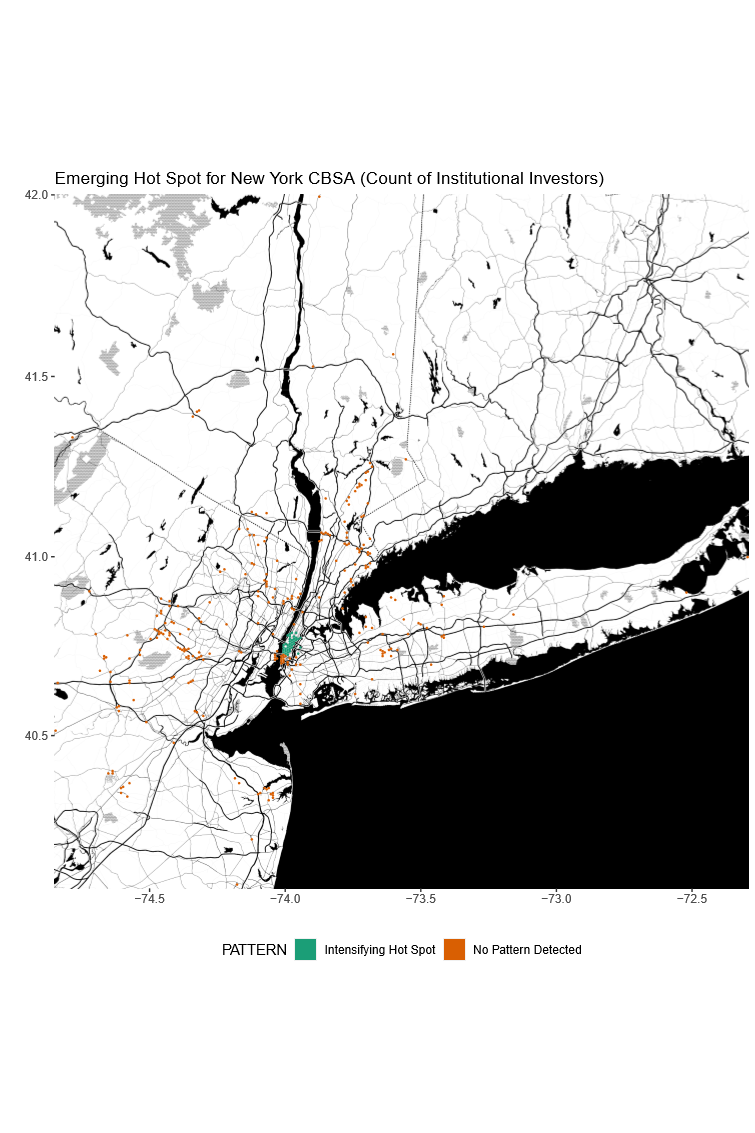 Emerging Hot Spot for New York CBSA (Count of Institutional Investors)
42.0
41.5
41.0
40.5
−74.5 −74.0 −73.5 −73.0 −72.5
PATTERN Intensifying Hot Spot No Pattern Detected